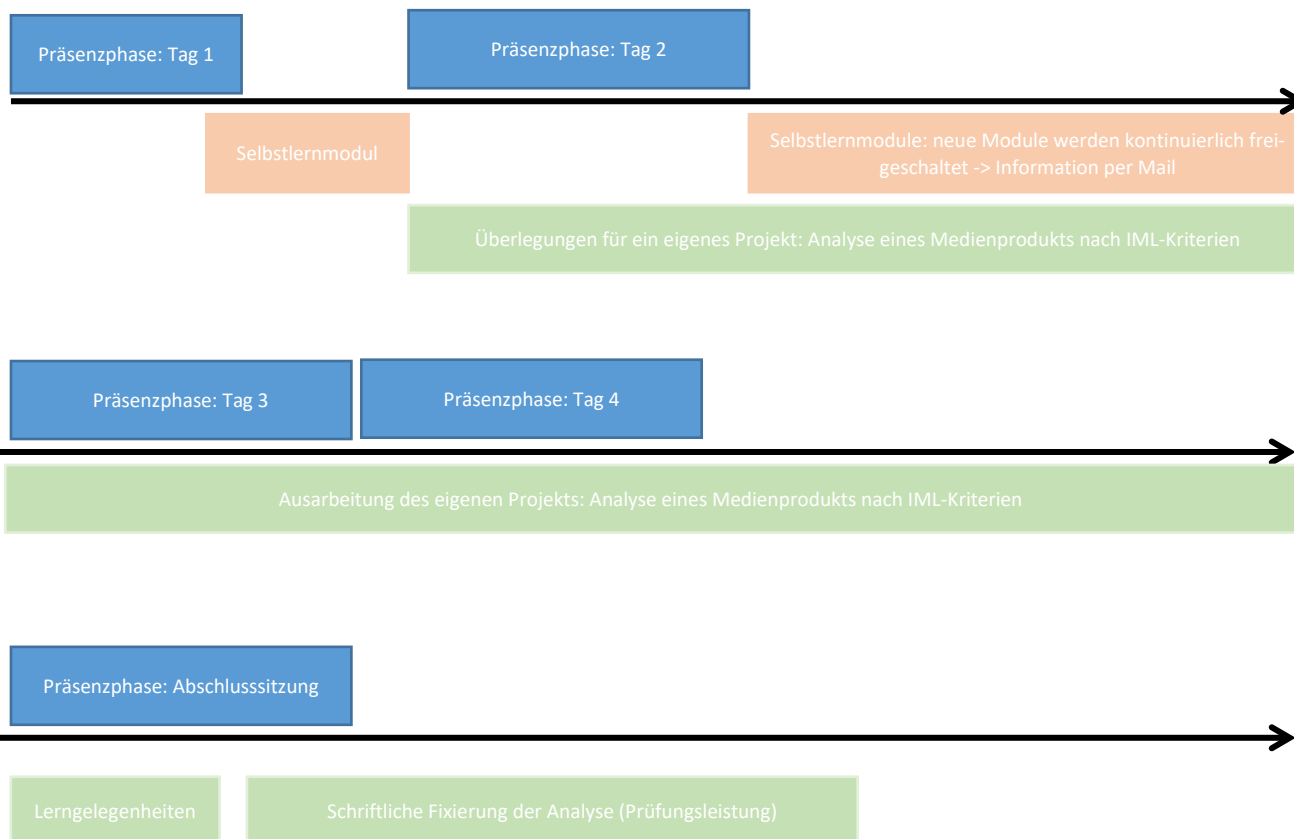 Präsenzphase: Tag 1
Präsenzphase: Tag 2
Selbstlernmodul
Selbstlernmodule: neue Module werden kontinuierlich frei-
geschaltet -> Information per Mail
Überlegungen für ein eigenes Projekt: Analyse eines Medienprodukts nach IML-Kriterien
Präsenzphase: Tag 3
Präsenzphase: Tag 4
Ausarbeitung des eigenen Projekts: Analyse eines Medienprodukts nach IML-Kriterien
Präsenzphase: Abschlusssitzung
Lerngelegenheiten
Schriftliche Fixierung der Analyse (Prüfungsleistung)